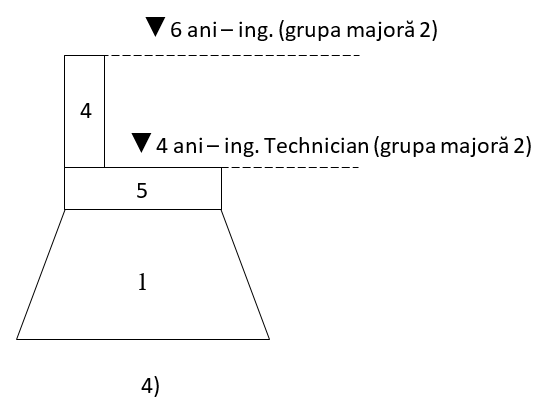 6 ani – ing. (grupa majoră 2)
4
4 ani – ing. Technician (grupa majoră 2)
5
1
4)